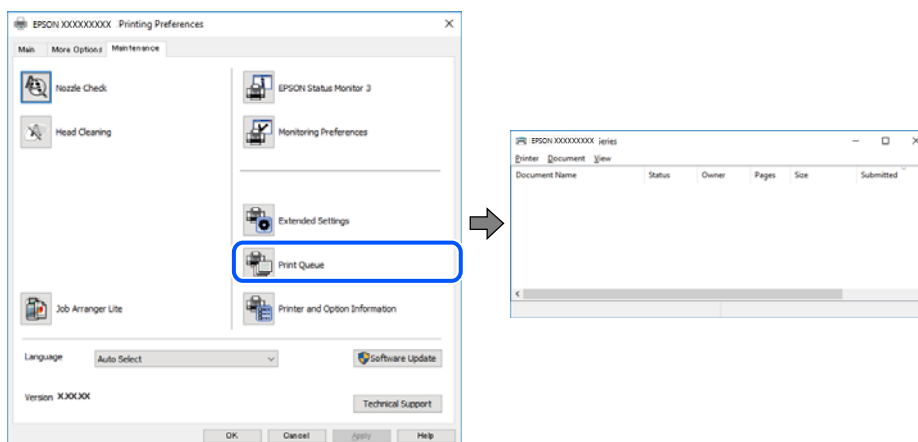 EPSON XXXXXXXXX Printing Preferences
Main More Options Maintenance
Nozzle Check
EPSON Status Monitor 3
Head Cleaning
Monitoring Preferences
Extended Settings
Print Queue
Job Arranger Lite
Printer and Option Information
Language Auto Select
Software Update
Version X.XX.XX
Technical Support
OK Cancel Apply Help
EPSON XXXXXXXXX ieries
Printer Document View
Document Name Status Owner Pages Size Submitted